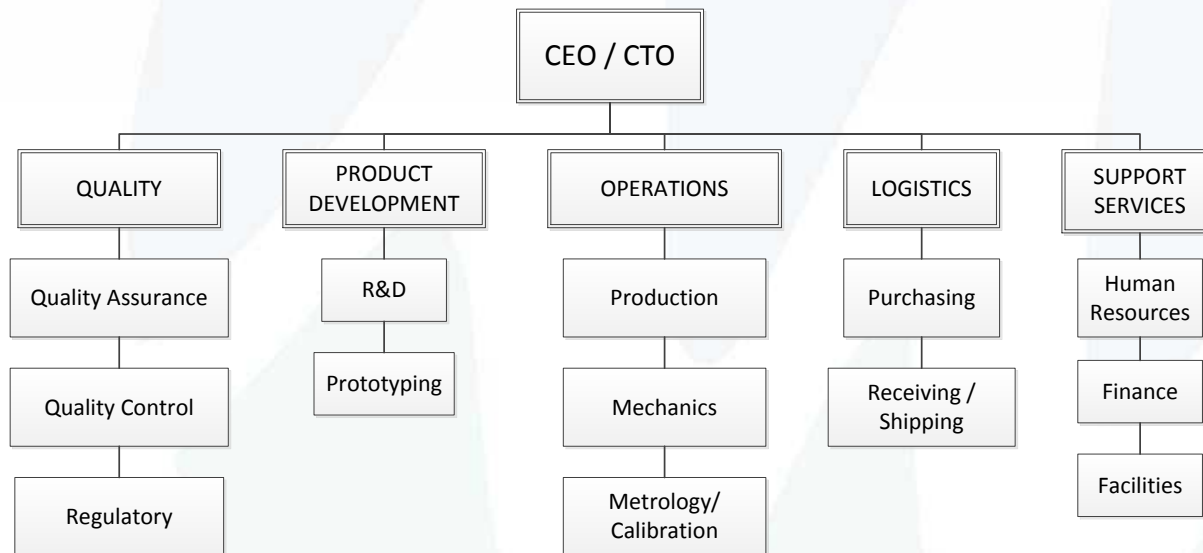 CEO / CTO
QUALITY
PRODUCT
DEVELOPMENT
OPERATIONS
LOGISTICS
SUPPORT
SERVICES
Quality Assurance
R&D
Production
Purchasing
Human
Resources
Quality Control
Prototyping
Mechanics
Receiving /
Shipping
Finance
Regulatory
Metrology/
Calibration
Facilities